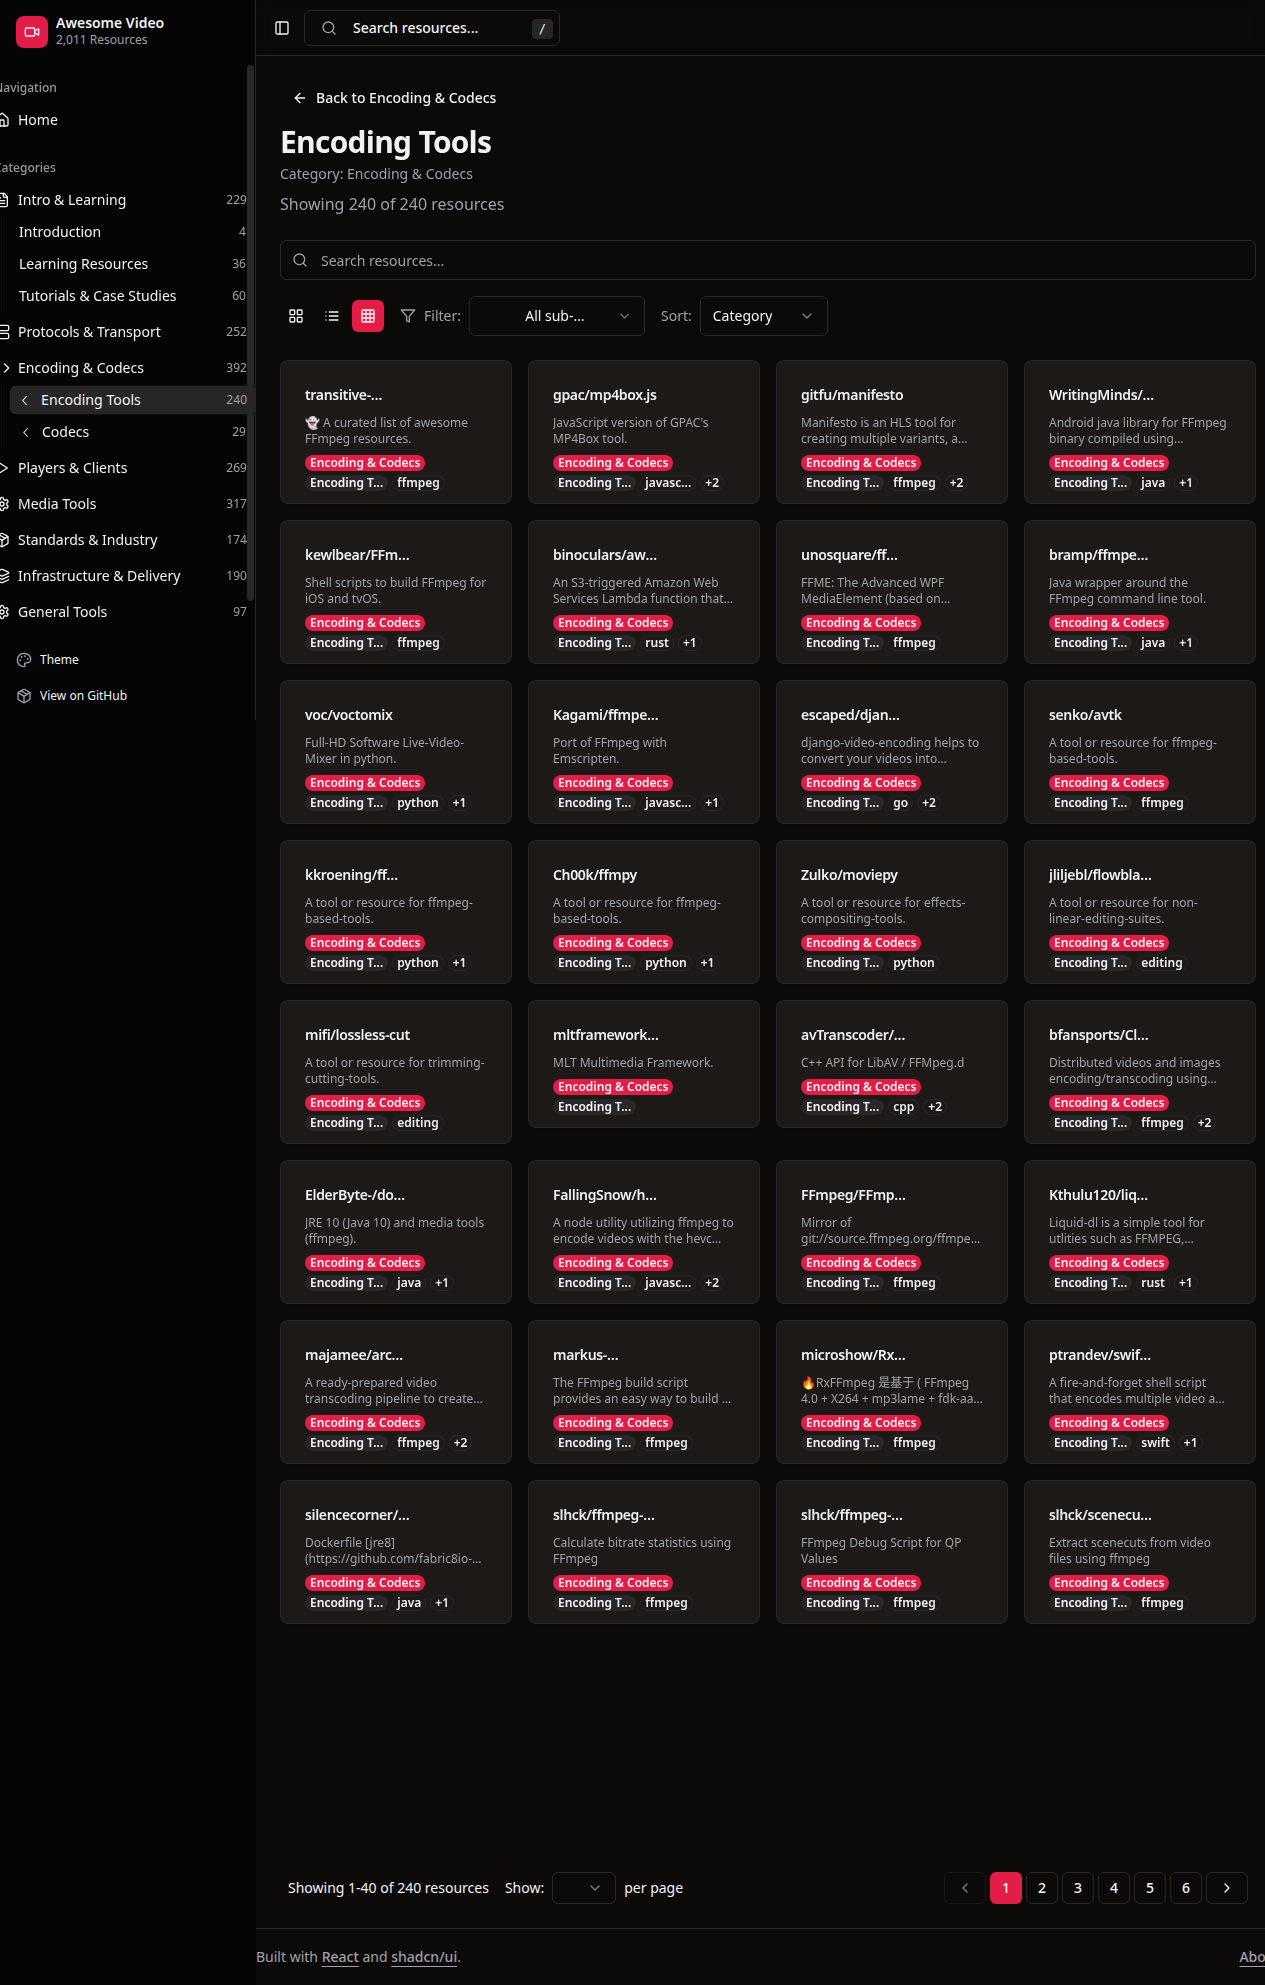 Awesome Video
2,011 Resources
Navigation
Home
Categories
Intro & Learning 229
Introduction 4
Learning Resources 36
Tutorials & Case Studies 60
Protocols & Transport 252
Encoding & Codecs 392
Encoding Tools 240
Codecs 29
Players & Clients 269
Media Tools 317
Standards & Industry 174
Infrastructure & Delivery 190
General Tools 97
Theme
View on GitHub
Search resources... /
Back to Encoding & Codecs
Encoding Tools
Category: Encoding & Codecs
Showing 240 of 240 resources
Search resources...
Filter: All sub-... Sort: Category
transitive-...
👻 A curated list of awesome
FFmpeg resources.
Encoding & Codecs
Encoding T... ffmpeg
gpac/mp4box.js
JavaScript version of GPAC's
MP4Box tool.
Encoding & Codecs
Encoding T... javasc... +2
gitfu/manifesto
Manifesto is an HLS tool for
creating multiple variants, a...
Encoding & Codecs
Encoding T... ffmpeg +2
WritingMinds/...
Android java library for FFmpeg
binary compiled using...
Encoding & Codecs
Encoding T... java +1
kewlbear/FFm...
Shell scripts to build FFmpeg for
iOS and tvOS.
Encoding & Codecs
Encoding T... ffmpeg
binoculars/aw...
An S3-triggered Amazon Web
Services Lambda function that...
Encoding & Codecs
Encoding T... rust +1
unosquare/ff...
FFME: The Advanced WPF
MediaElement (based on...
Encoding & Codecs
Encoding T... ffmpeg
bramp/ffmpe...
Java wrapper around the
FFmpeg command line tool.
Encoding & Codecs
Encoding T... java +1
voc/voctomix
Full-HD Software Live-Video-
Mixer in python.
Encoding & Codecs
Encoding T... python +1
Kagami/ffmpe...
Port of FFmpeg with
Emscripten.
Encoding & Codecs
Encoding T... javasc... +1
escaped/djan...
django-video-encoding helps to
convert your videos into...
Encoding & Codecs
Encoding T... go +2
senko/avtk
A tool or resource for ffmpeg-
based-tools.
Encoding & Codecs
Encoding T... ffmpeg
kkroening/ff...
A tool or resource for ffmpeg-
based-tools.
Encoding & Codecs
Encoding T... python +1
Ch00k/ffmpy
A tool or resource for ffmpeg-
based-tools.
Encoding & Codecs
Encoding T... python +1
Zulko/moviepy
A tool or resource for effects-
compositing-tools.
Encoding & Codecs
Encoding T... python
jliljebl/flowbla...
A tool or resource for non-
linear-editing-suites.
Encoding & Codecs
Encoding T... editing
mifi/lossless-cut
A tool or resource for trimming-
cutting-tools.
Encoding & Codecs
Encoding T... editing
mltframework...
MLT Multimedia Framework.
Encoding & Codecs
Encoding T...
avTranscoder/...
C++ API for LibAV / FFMpeg.d
Encoding & Codecs
Encoding T... cpp +2
bfansports/Cl...
Distributed videos and images
encoding/transcoding using...
Encoding & Codecs
Encoding T... ffmpeg +2
ElderByte-/do...
JRE 10 (Java 10) and media tools
(ffmpeg).
Encoding & Codecs
Encoding T... java +1
FallingSnow/h...
A node utility utilizing ffmpeg to
encode videos with the hevc...
Encoding & Codecs
Encoding T... javasc... +2
FFmpeg/FFmp...
Mirror of
git://source.ffmpeg.org/ffmpe...
Encoding & Codecs
Encoding T... ffmpeg
Kthulu120/liq...
Liquid-dl is a simple tool for
utlities such as FFMPEG,...
Encoding & Codecs
Encoding T... rust +1
majamee/arc...
A ready-prepared video
transcoding pipeline to create...
Encoding & Codecs
Encoding T... ffmpeg +2
markus-...
The FFmpeg build script
provides an easy way to build ...
Encoding & Codecs
Encoding T... ffmpeg
microshow/Rx...
🔥RxFFmpeg 是基于 ( FFmpeg
4.0 + X264 + mp3lame + fdk-aa...
Encoding & Codecs
Encoding T... ffmpeg
ptrandev/swif...
A fire-and-forget shell script
that encodes multiple video a...
Encoding & Codecs
Encoding T... swift +1
silencecorner/...
Dockerfile [jre8]
(https://github.com/fabric8io-...
Encoding & Codecs
Encoding T... java +1
slhck/ffmpeg-...
Calculate bitrate statistics using
FFmpeg
Encoding & Codecs
Encoding T... ffmpeg
slhck/ffmpeg-...
FFmpeg Debug Script for QP
Values
Encoding & Codecs
Encoding T... ffmpeg
slhck/scenecu...
Extract scenecuts from video
files using ffmpeg
Encoding & Codecs
Encoding T... ffmpeg
Showing 1-40 of 240 resources Show: per page
1 2 3 4 5 6
Built with React and shadcn/ui.
Abo